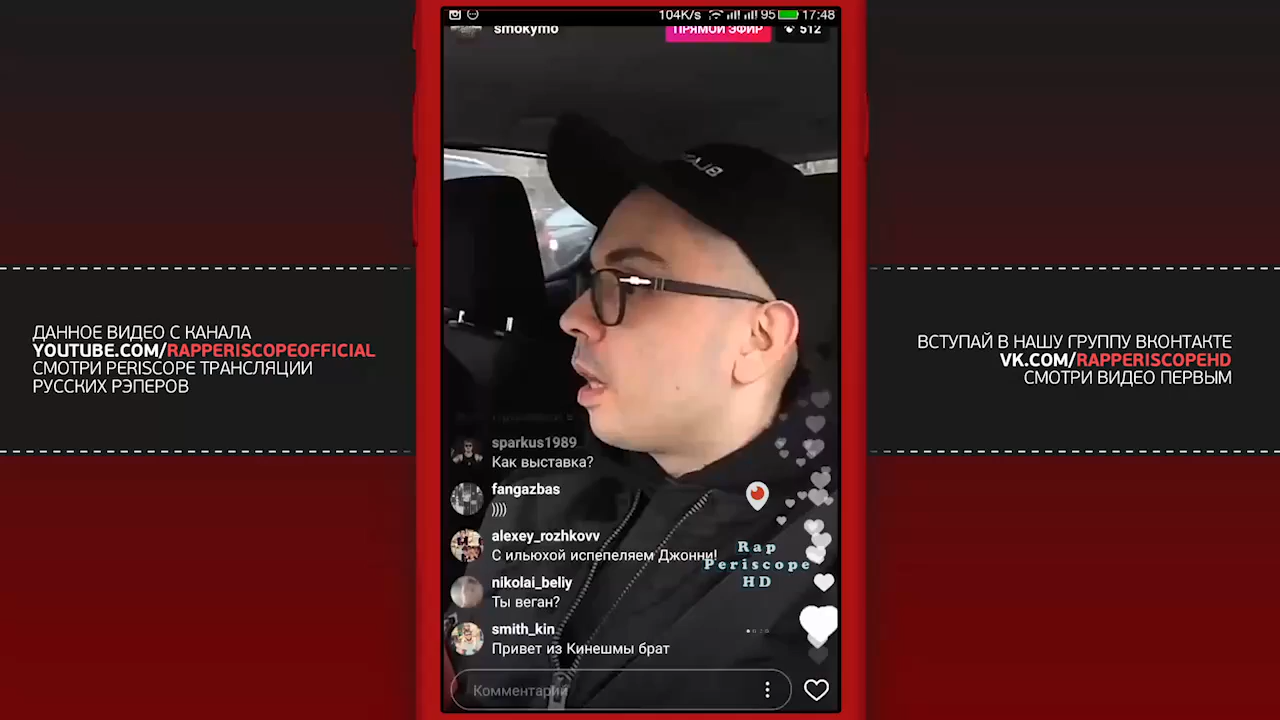 104K/s 95 17:48
smokymo
ПРЯМОЙ ЭФИР 512
ДАННОЕ ВИДЕО С КАНАЛА
YOUTUBE.COM/RAPPERISCOPEOFFICIAL
СМОТРИ PERISCOPE ТРАНСЛЯЦИИ
РУССКИХ РЭПЕРОВ
ВСТУПАЙ В НАШУ ГРУППУ ВКОНТАКТЕ
VK.COM/RAPPERISCOPEHD
СМОТРИ ВИДЕО ПЕРВЫМ
sparkus1989
Как выставка?
fangazbas
))))
alexey_rozhkovv
С ильюхой испепеляем Джонни!
Rap
Periscope
HD
nikolai_beliy
Ты веган?
smith_kin
Привет из Кинешмы брат
Комментарий